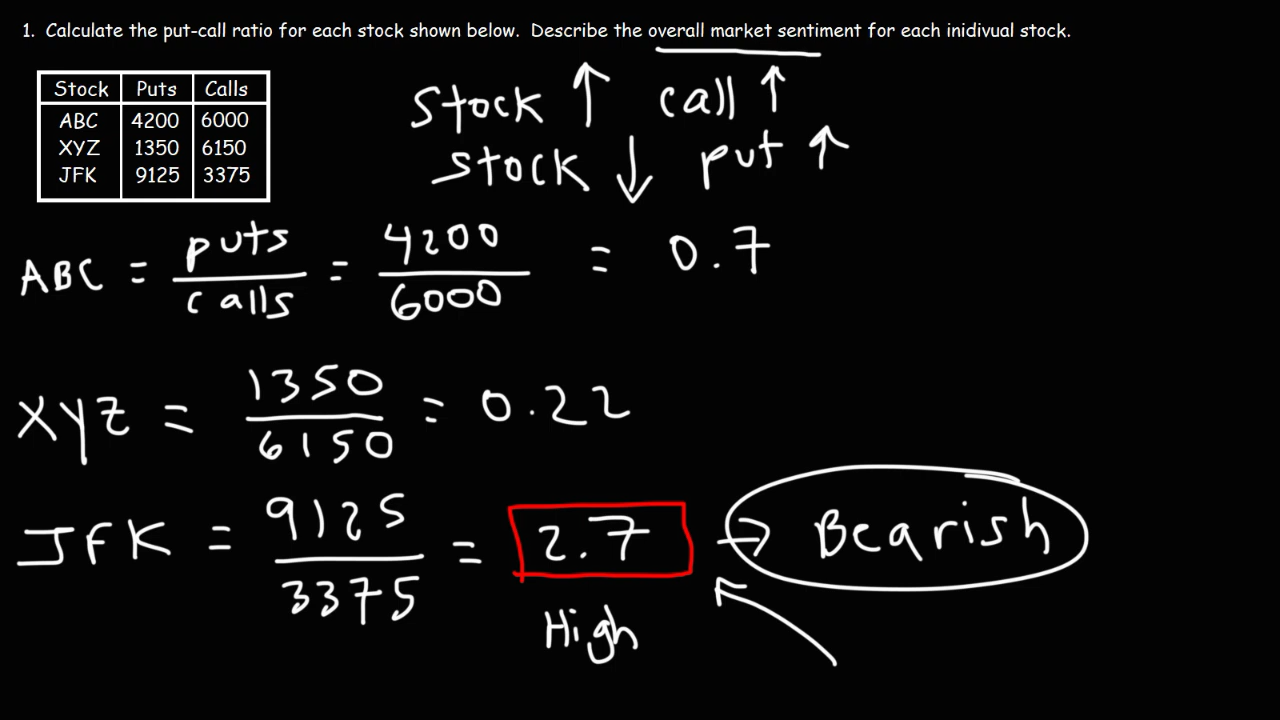 1. Calculate the put-call ratio for each stock shown below. Describe the overall market sentiment for each inidivual stock.
Stock Puts Calls
ABC 4200 6000
XYZ 1350 6150
JFK 9125 3375
Stock ↑ call ↑
stock ↓ put ↑
ABC = puts / calls = 4200 / 6000 = 0.7
XYZ = 1350 / 6150 = 0.22
JFK = 9125 / 3375 = 2.7 → Bearish
High